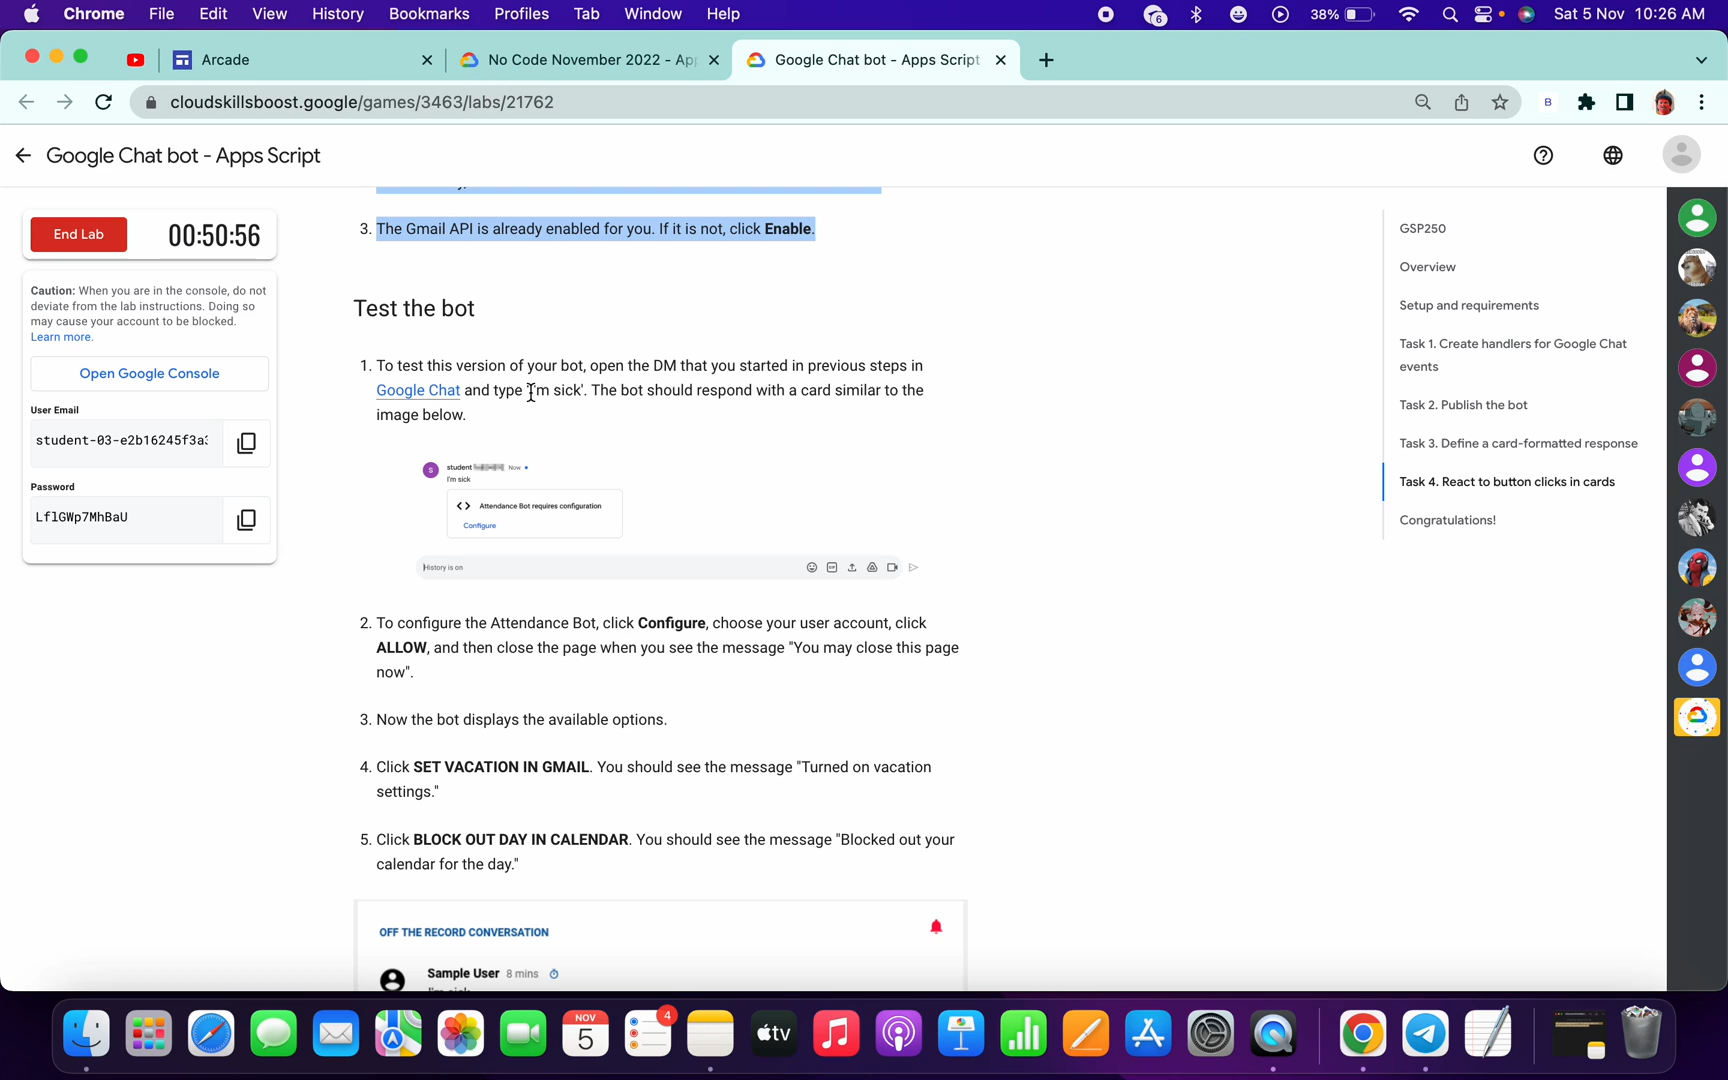 Chrome File Edit View History Bookmarks Profiles Tab Window Help 6 38% Sat 5 Nov 10:26 AM
Arcade No Code November 2022 - Ap Google Chat bot - Apps Script
cloudskillsboost.google/games/3463/labs/21762 B
Google Chat bot - Apps Script
End Lab 00:50:56
Caution: When you are in the console, do not
deviate from the lab instructions. Doing so
may cause your account to be blocked.
Learn more.
Open Google Console
User Email
student-03-e2b16245f3a
Password
LflGWp7MhBaU
3. The Gmail API is already enabled for you. If it is not, click Enable.
Test the bot
1. To test this version of your bot, open the DM that you started in previous steps in
Google Chat and type 'I'm sick'. The bot should respond with a card similar to the
image below.
S student Now
I'm sick
Attendance Bot requires configuration
Configure
History is on
2. To configure the Attendance Bot, click Configure, choose your user account, click
ALLOW, and then close the page when you see the message "You may close this page
now".
3. Now the bot displays the available options.
4. Click SET VACATION IN GMAIL. You should see the message "Turned on vacation
settings."
5. Click BLOCK OUT DAY IN CALENDAR. You should see the message "Blocked out your
calendar for the day."
OFF THE RECORD CONVERSATION
Sample User 8 mins
I'm sick
GSP250
Overview
Setup and requirements
Task 1. Create handlers for Google Chat
events
Task 2. Publish the bot
Task 3. Define a card-formatted response
Task 4. React to button clicks in cards
Congratulations!
NOV
5
4
tv